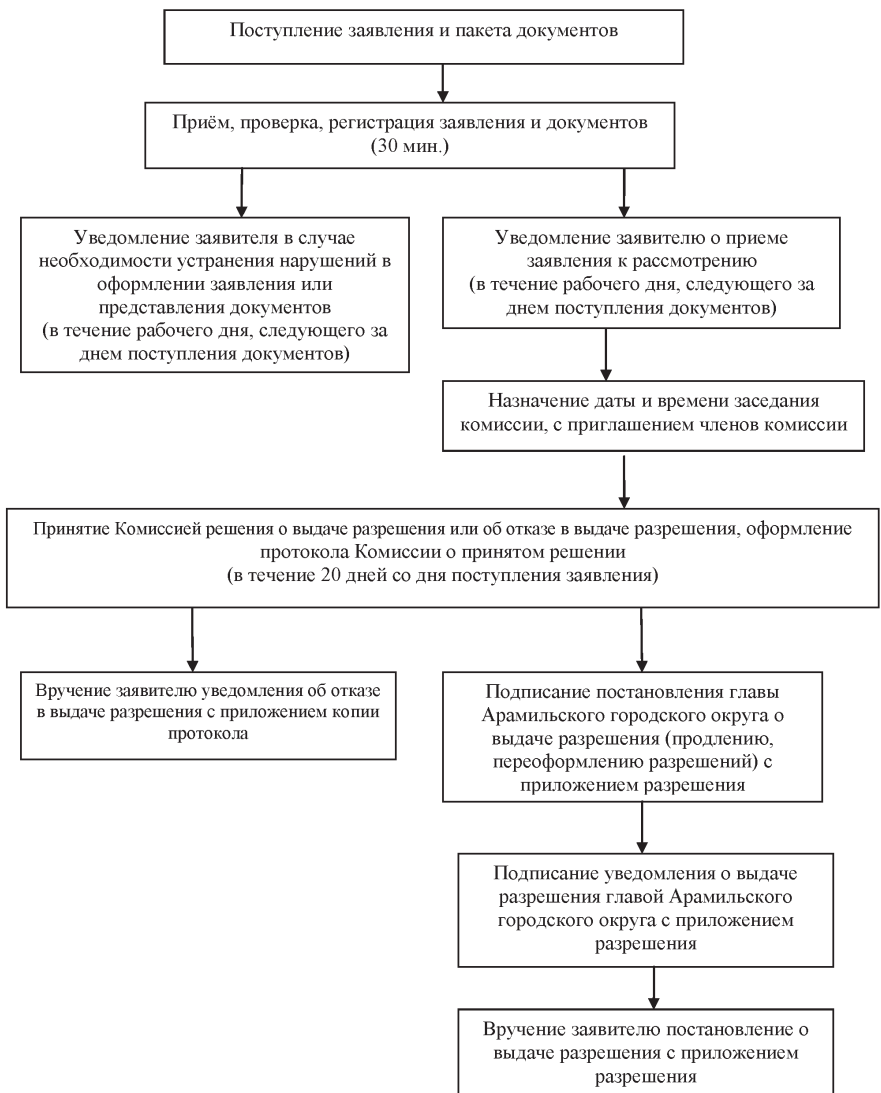 Поступление заявления и пакета документов
Приём, проверка, регистрация заявления и документов
(30 мин.)
Уведомление заявителя в случае
необходимости устранения нарушений в
оформлении заявления или
представления документов
(в течение рабочего дня, следующего за
днем поступления документов)
Уведомление заявителю о приеме
заявления к рассмотрению
(в течение рабочего дня, следующего за
днем поступления документов)
Назначение даты и времени заседания
комиссии, с приглашением членов комиссии
Принятие Комиссией решения о выдаче разрешения или об отказе в выдаче разрешения, оформление
протокола Комиссии о принятом решении
(в течение 20 дней со дня поступления заявления)
Вручение заявителю уведомления об отказе
в выдаче разрешения с приложением копии
протокола
Подписание постановления главы
Арамильского городского округа о
выдаче разрешения (продлению,
переоформлению разрешений) с
приложением разрешения
Подписание уведомления о выдаче
разрешения главой Арамильского
городского округа с приложением
разрешения
Вручение заявителю постановление о
выдаче разрешения с приложением
разрешения